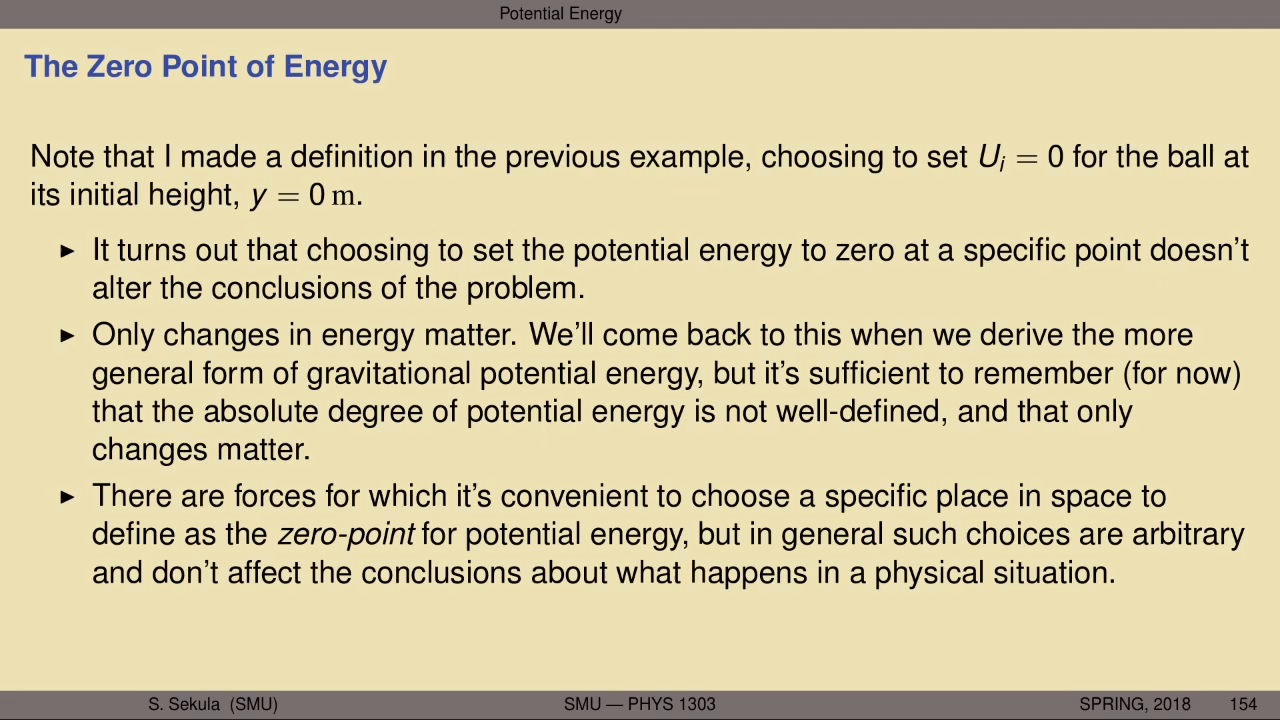 Potential Energy
The Zero Point of Energy
Note that I made a definition in the previous example, choosing to set Uᵢ = 0 for the ball at
its initial height, y = 0 m.
► It turns out that choosing to set the potential energy to zero at a specific point doesn't
alter the conclusions of the problem.
► Only changes in energy matter. We'll come back to this when we derive the more
general form of gravitational potential energy, but it's sufficient to remember (for now)
that the absolute degree of potential energy is not well-defined, and that only
changes matter.
► There are forces for which it's convenient to choose a specific place in space to
define as the zero-point for potential energy, but in general such choices are arbitrary
and don't affect the conclusions about what happens in a physical situation.
S. Sekula (SMU) SMU — PHYS 1303 SPRING, 2018 154